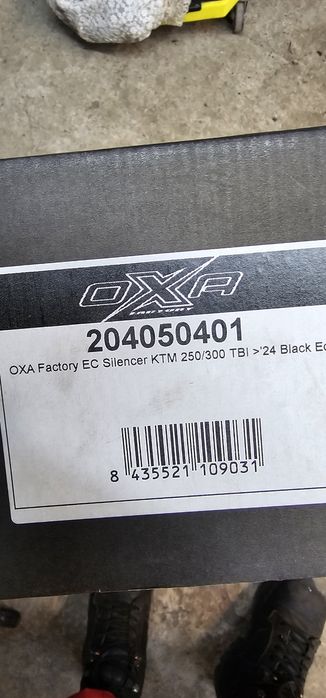 OXA
FACTORY
204050401
OXA Factory EC Silencer KTM 250/300 TBI >'24 Black
8 435521 109031